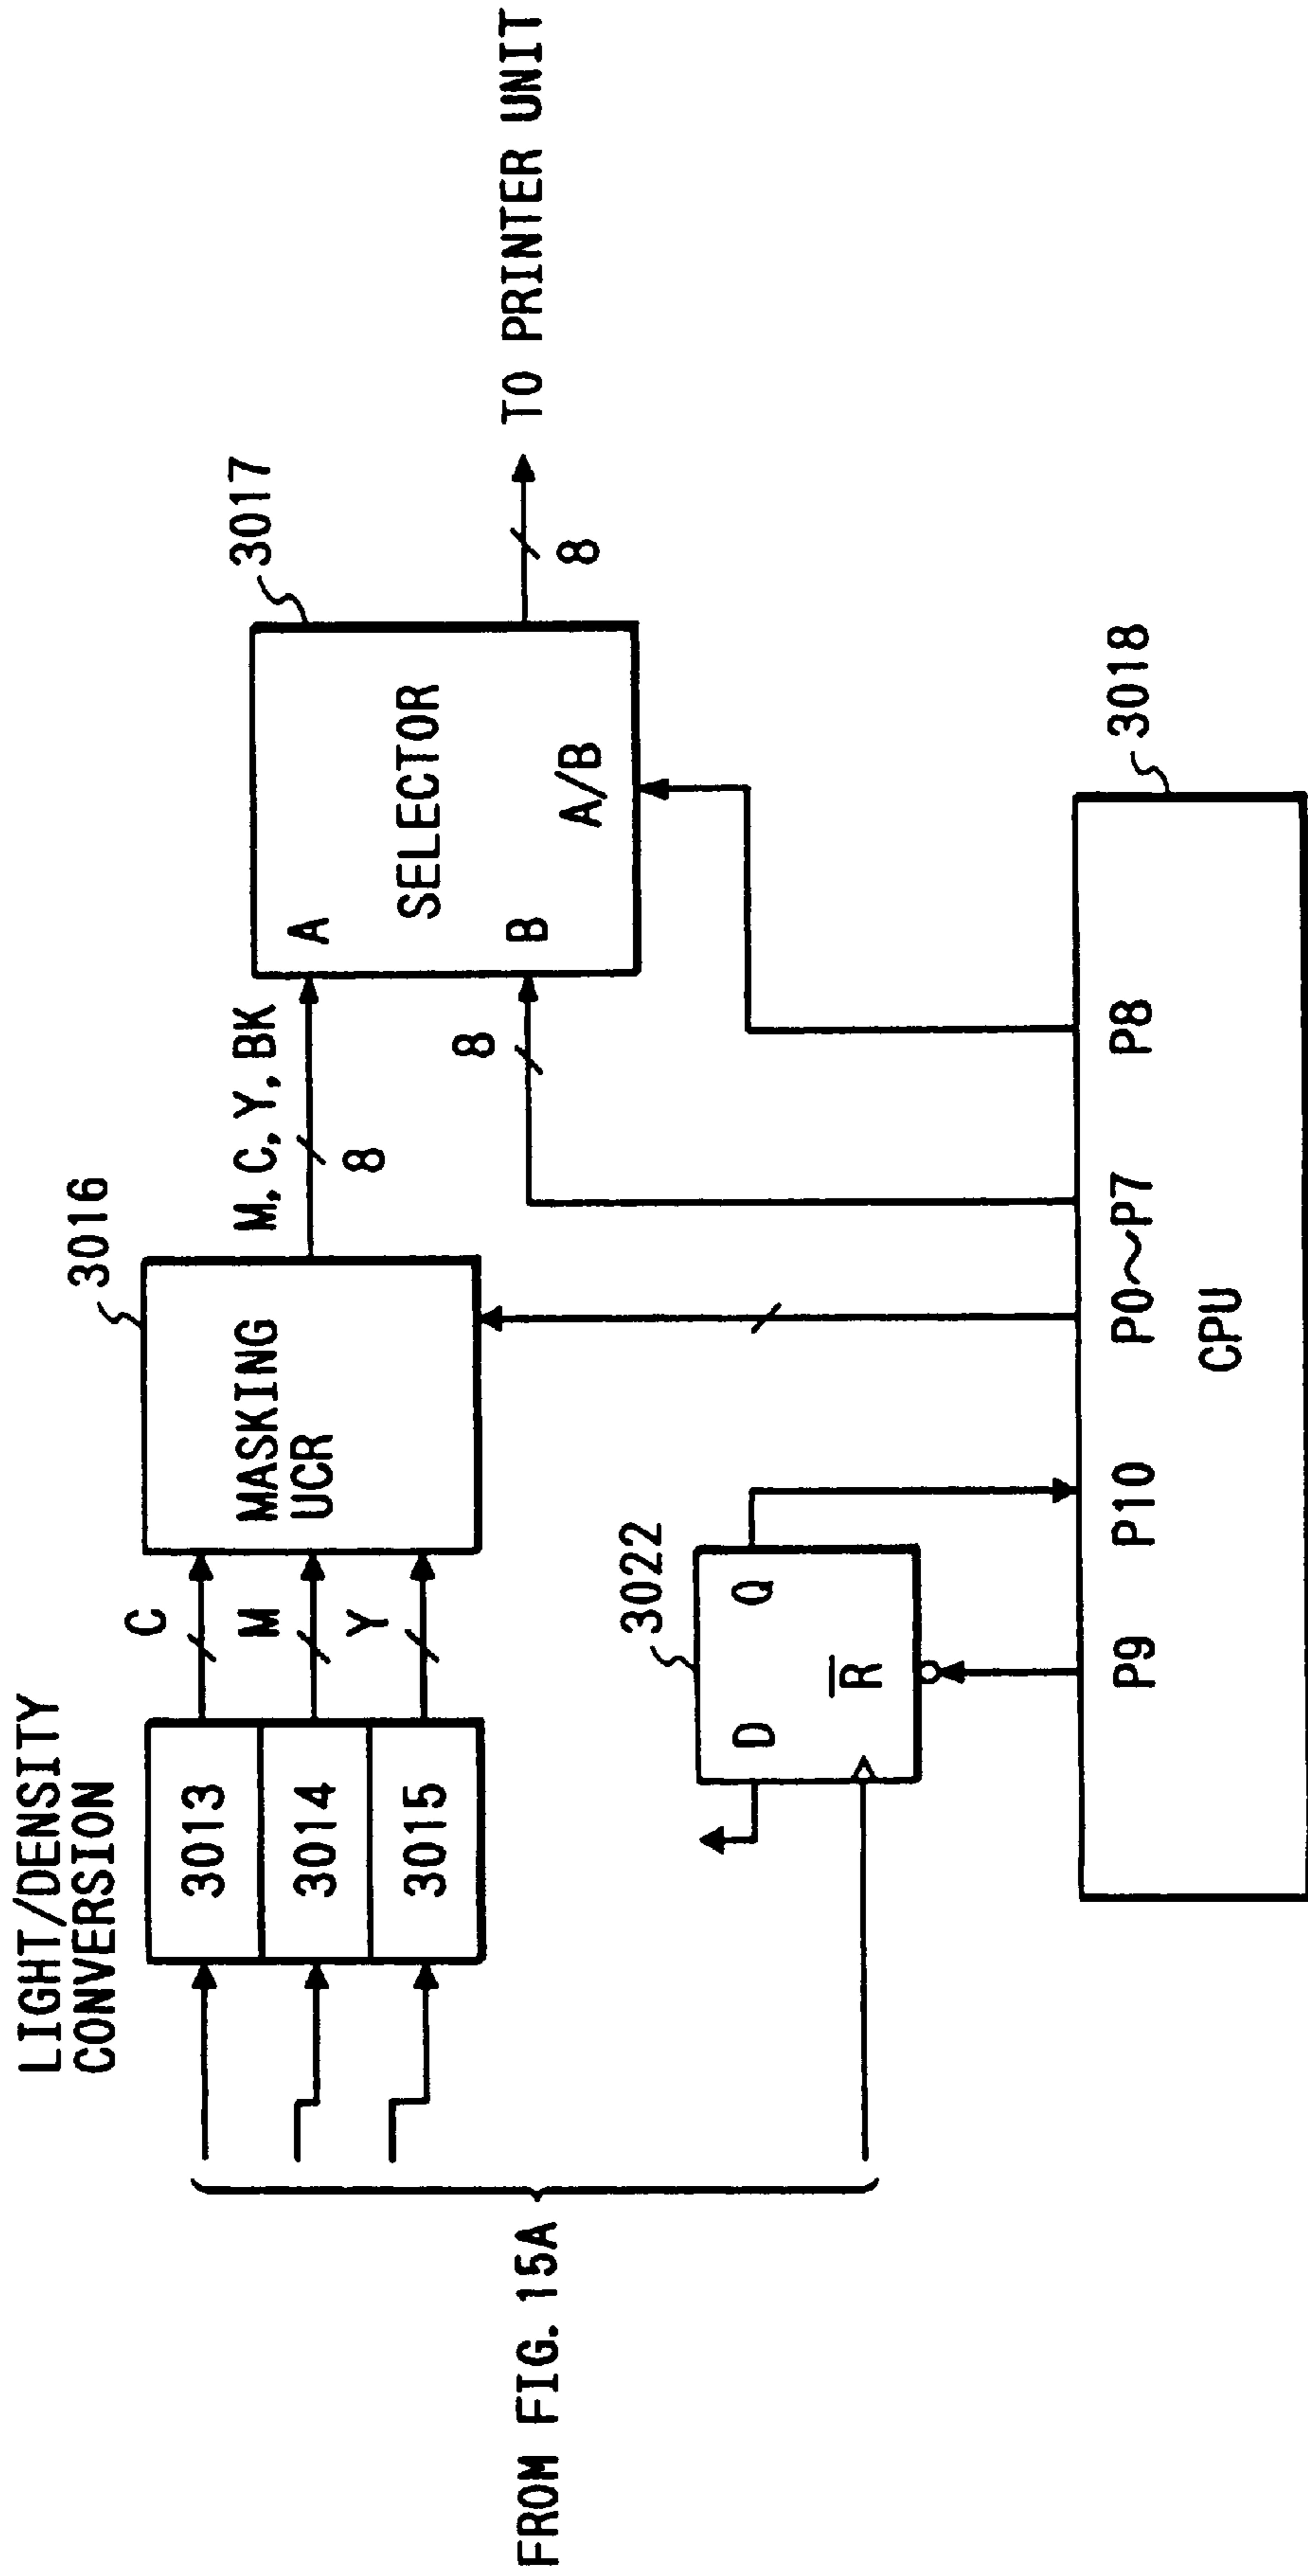 LIGHT/DENSITY
CONVERSION
3013
3014
3015
C
M
Y
3016
MASKING
UCR
M, C, Y, BK
8
8
3017
A
SELECTOR
B
A/B
8
TO PRINTER UNIT
FROM FIG. 15A
3022
D
Q
R̅
3018
P9
P10
P0~P7
P8
CPU